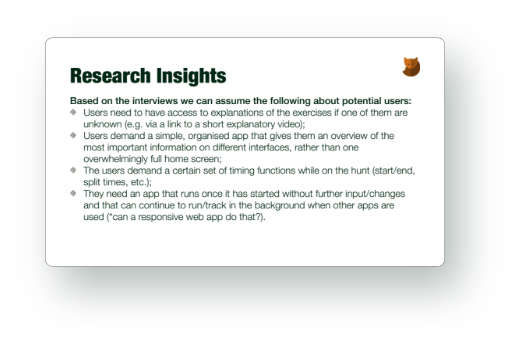 Research Insights
Based on the interviews we can assume the following about potential users:
Users need to have access to explanations of the exercises if one of them are
unknown (e.g. via a link to a short explanatory video);
Users demand a simple, organised app that gives them an overview of the
most important information on different interfaces, rather than one
overwhelmingly full home screen;
The users demand a certain set of timing functions while on the hunt (start/end,
split times, etc.);
They need an app that runs once it has started without further input/changes
and that can continue to run/track in the background when other apps are
used (*can a responsive web app do that?).